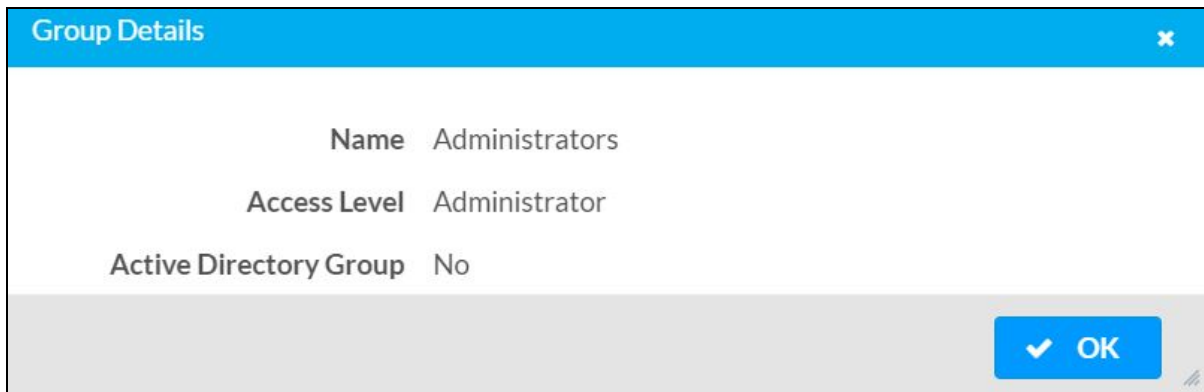 Group Details
Name Administrators
Access Level Administrator
Active Directory Group No
OK